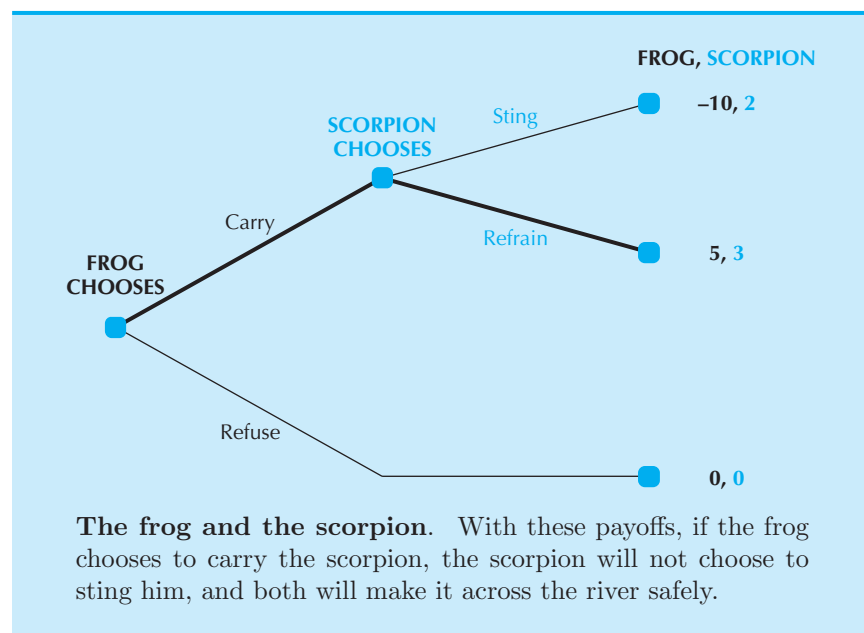 FROG, SCORPION
–10, 2
Sting
SCORPION
CHOOSES
Carry
Refrain
5, 3
FROG
CHOOSES
Refuse
0, 0
The frog and the scorpion. With these payoffs, if the frog
chooses to carry the scorpion, the scorpion will not choose to
sting him, and both will make it across the river safely.